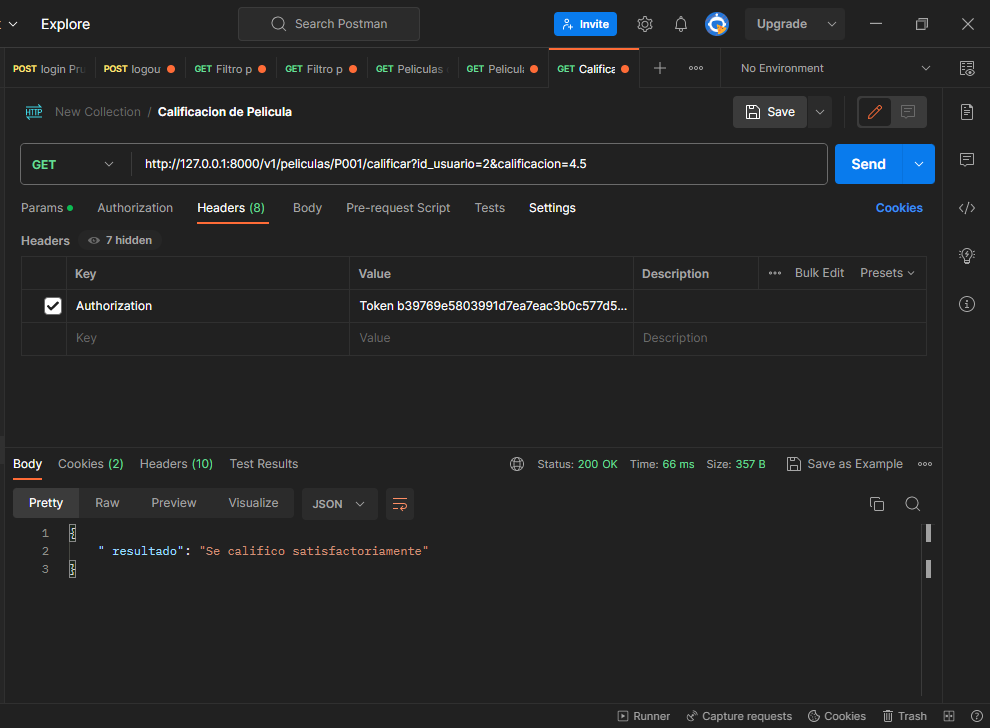 Explore Search Postman Invite Upgrade
POST login Pru POST logou GET Filtro p GET Filtro p GET Peliculas GET Pelicula GET Califica No Environment
HTTP New Collection / Calificacion de Pelicula Save
GET http://127.0.0.1:8000/v1/peliculas/P001/calificar?id_usuario=2&calificacion=4.5 Send
Params Authorization Headers (8) Body Pre-request Script Tests Settings Cookies
Headers 7 hidden
Key Value Description Bulk Edit Presets
Authorization Token b39769e5803991d7ea7eac3b0c577d5...
Key Value Description
Body Cookies (2) Headers (10) Test Results Status: 200 OK Time: 66 ms Size: 357 B Save as Example
Pretty Raw Preview Visualize JSON
1 {
2 " resultado": "Se califico satisfactoriamente"
3 }
Runner Capture requests Cookies Trash